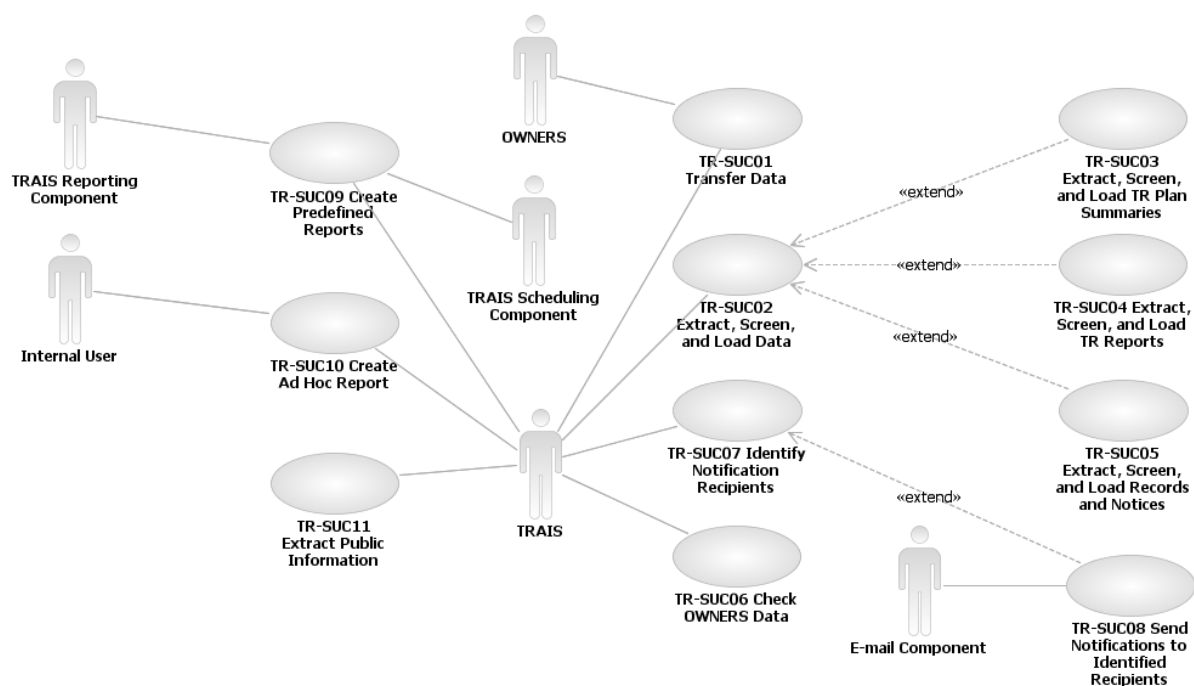 OWNERS
TRAIS Reporting
Component
TR-SUC09 Create
Predefined
Reports
TR-SUC01
Transfer Data
TR-SUC03
Extract, Screen,
and Load TR Plan
Summaries
«extend»
TRAIS Scheduling
Component
Internal User
TR-SUC10 Create
Ad Hoc Report
TR-SUC02
Extract, Screen,
and Load Data
«extend»
TR-SUC04 Extract,
Screen, and Load
TR Reports
«extend»
TR-SUC11
Extract Public
Information
TRAIS
TR-SUC07 Identify
Notification
Recipients
TR-SUC05
Extract, Screen,
and Load Records
and Notices
«extend»
TR-SUC06 Check
OWNERS Data
E-mail Component
TR-SUC08 Send
Notifications to
Identified
Recipients